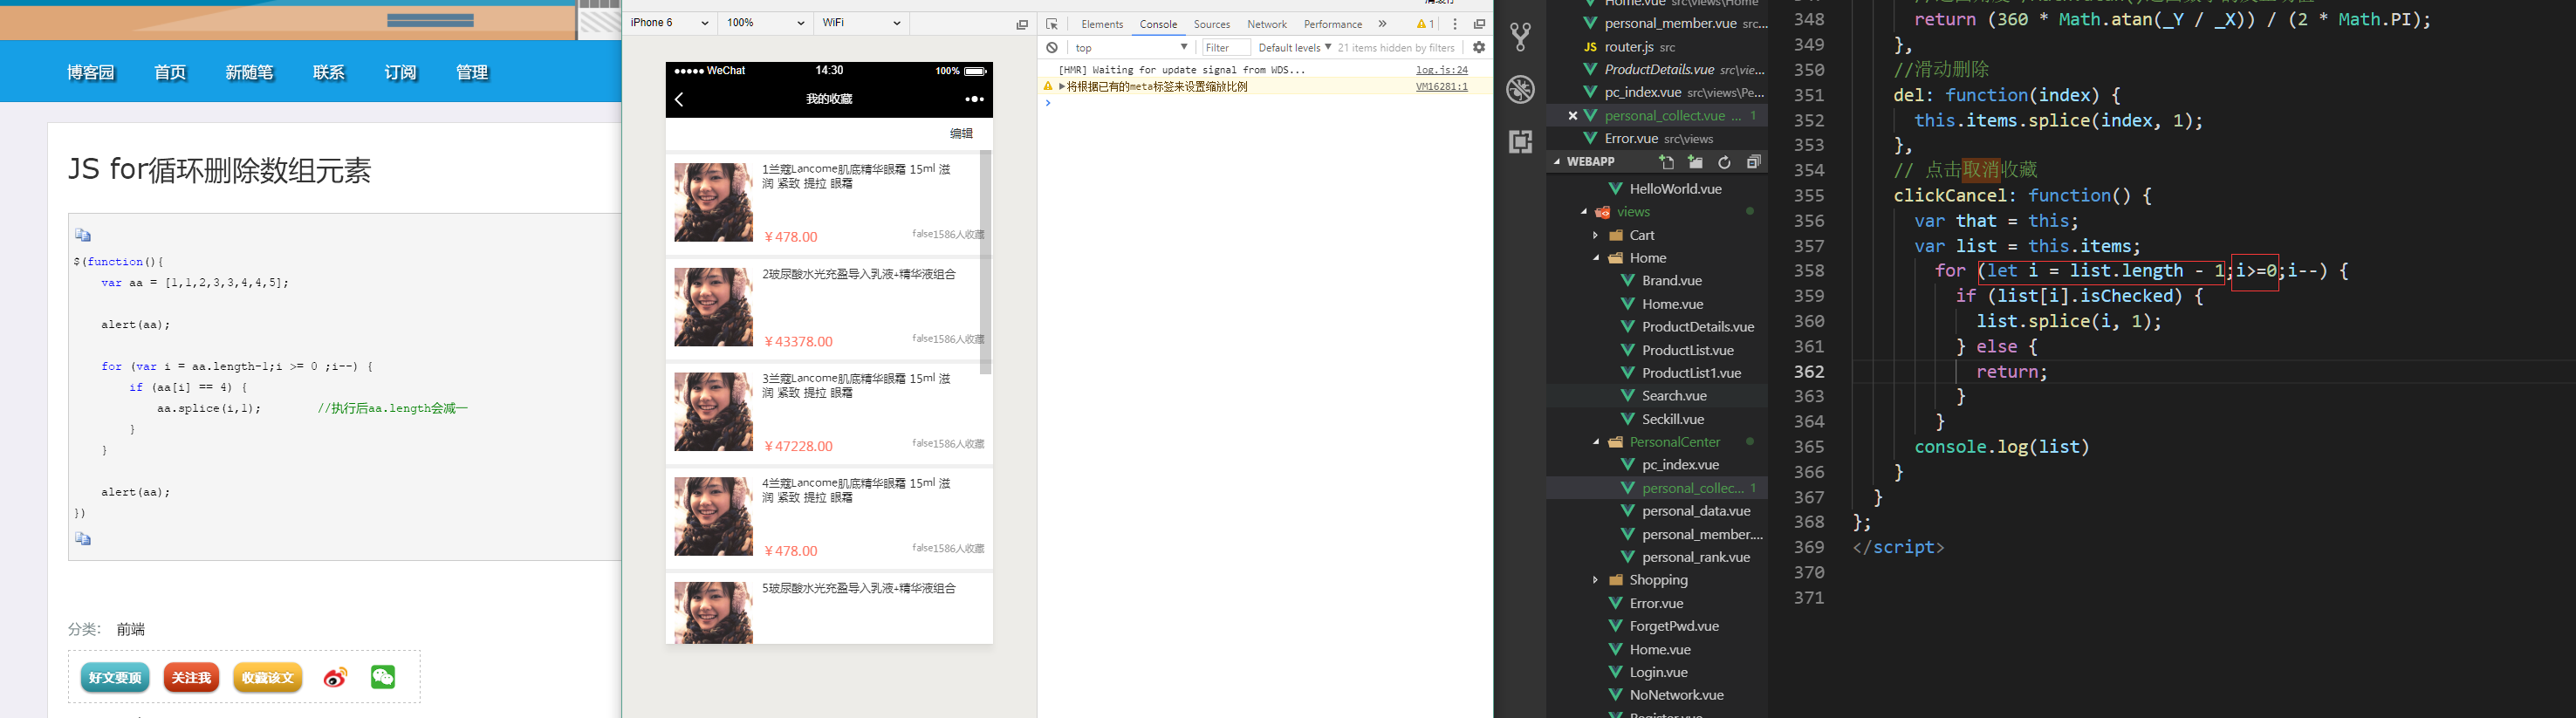 博客园 首页 新随笔 联系 订阅 管理
JS for循环删除数组元素
$(function(){
var aa = [1,1,2,3,3,4,4,5];
alert(aa);
for (var i = aa.length-1;i >= 0 ;i--) {
if (aa[i] == 4) {
aa.splice(i,1); //执行后aa.length会减一
}
}
alert(aa);
})
分类： 前端
好文要顶 关注我 收藏该文
iPhone 6 100% WiFi
WeChat 14:30 100%
我的收藏
编辑
1兰蔻Lancome肌底精华眼霜 15ml 滋
润 紧致 提拉 眼霜
￥478.00 false1586人收藏
2玻尿酸水光充盈导入乳液+精华液组合
￥43378.00 false1586人收藏
3兰蔻Lancome肌底精华眼霜 15ml 滋
润 紧致 提拉 眼霜
￥47228.00 false1586人收藏
4兰蔻Lancome肌底精华眼霜 15ml 滋
润 紧致 提拉 眼霜
￥478.00 false1586人收藏
5玻尿酸水光充盈导入乳液+精华液组合
Elements Console Sources Network Performance » 1
top Filter Default levels 21 items hidden by filters
[HMR] Waiting for update signal from WDS... log.js:24
将根据已有的meta标签来设置缩放比例 VM16281:1
Home.vue src\views\Home
personal_member.vue src...
JS router.js src
ProductDetails.vue src\vie...
pc_index.vue src\views\Pe...
personal_collect.vue ... 1
Error.vue src\views
WEBAPP
HelloWorld.vue
views
Cart
Home
Brand.vue
Home.vue
ProductDetails.vue
ProductList.vue
ProductList1.vue
Search.vue
Seckill.vue
PersonalCenter
pc_index.vue
personal_collec... 1
personal_data.vue
personal_member....
personal_rank.vue
Shopping
Error.vue
ForgetPwd.vue
Home.vue
Login.vue
NoNetwork.vue
Register.vue
348 return (360 * Math.atan(_Y / _X)) / (2 * Math.PI);
349 },
350 //滑动删除
351 del: function(index) {
352 this.items.splice(index, 1);
353 },
354 // 点击取消收藏
355 clickCancel: function() {
356 var that = this;
357 var list = this.items;
358 for (let i = list.length - 1;i>=0;i--) {
359 if (list[i].isChecked) {
360 list.splice(i, 1);
361 } else {
362 return;
363 }
364 }
365 console.log(list)
366 }
367 }
368 };
369 </script>
370
371